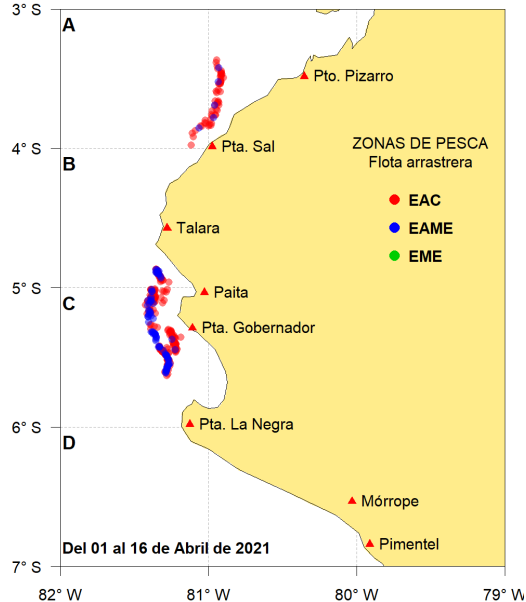 3° S
A
Pto. Pizarro
ZONAS DE PESCA
Flota arrastrera
EAC
EAME
EME
4° S
Pta. Sal
B
Talara
5° S
Paita
C
Pta. Gobernador
6° S
Pta. La Negra
D
Mórrope
Pimentel
Del 01 al 16 de Abril de 2021
7° S
82° W
81° W
80° W
79° W